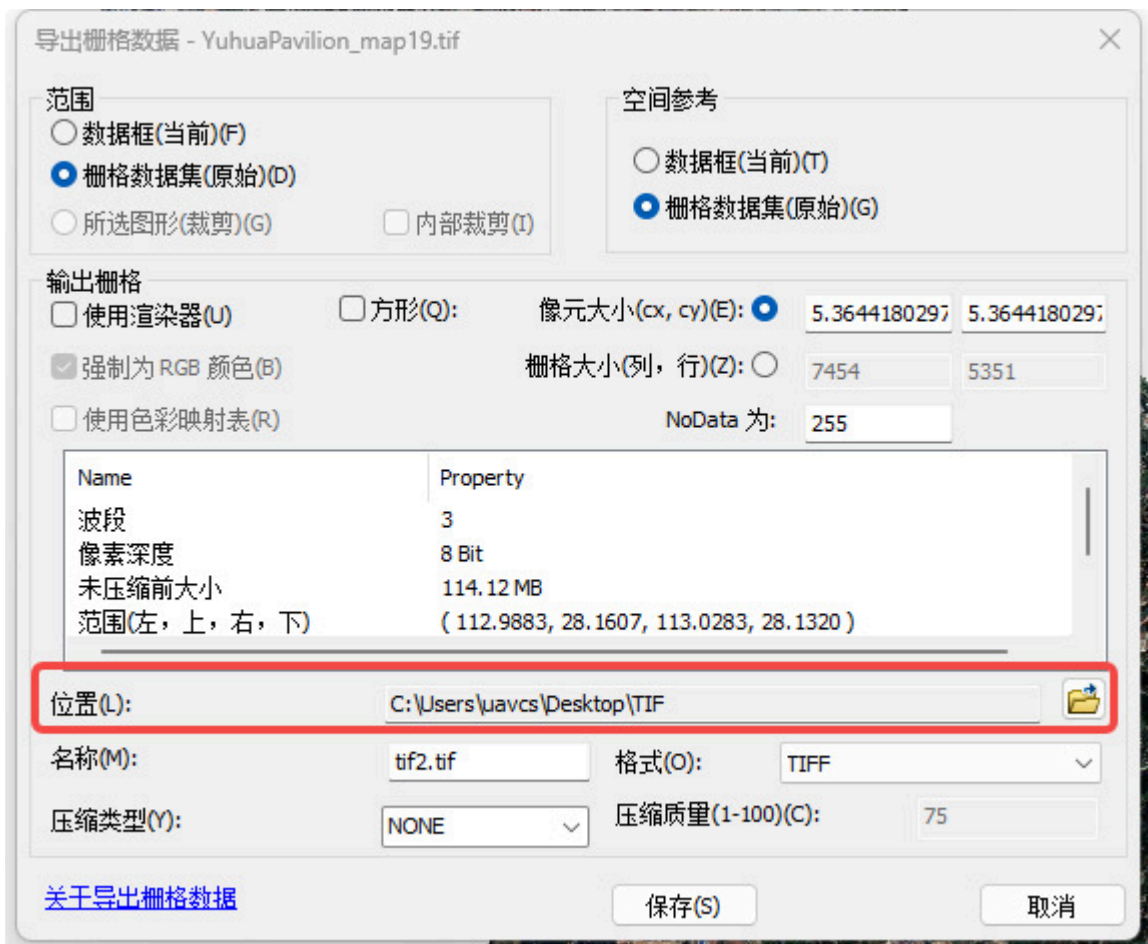 导出栅格数据 - YuhuaPavilion_map19.tif
范围
数据框(当前)(F)
栅格数据集(原始)(D)
所选图形(裁剪)(G) 内部裁剪(I)
空间参考
数据框(当前)(T)
栅格数据集(原始)(G)
输出栅格
使用渲染器(U) 方形(Q): 像元大小(cx, cy)(E): 5.3644180297 5.3644180297
强制为 RGB 颜色(B) 栅格大小(列，行)(Z): 7454 5351
使用色彩映射表(R) NoData 为: 255
Name Property
波段 3
像素深度 8 Bit
未压缩前大小 114.12 MB
范围(左，上，右，下) ( 112.9883, 28.1607, 113.0283, 28.1320 )
位置(L): C:\Users\uavcs\Desktop\TIF
名称(M): tif2.tif 格式(O): TIFF
压缩类型(Y): NONE 压缩质量(1-100)(C): 75
关于导出栅格数据 保存(S) 取消